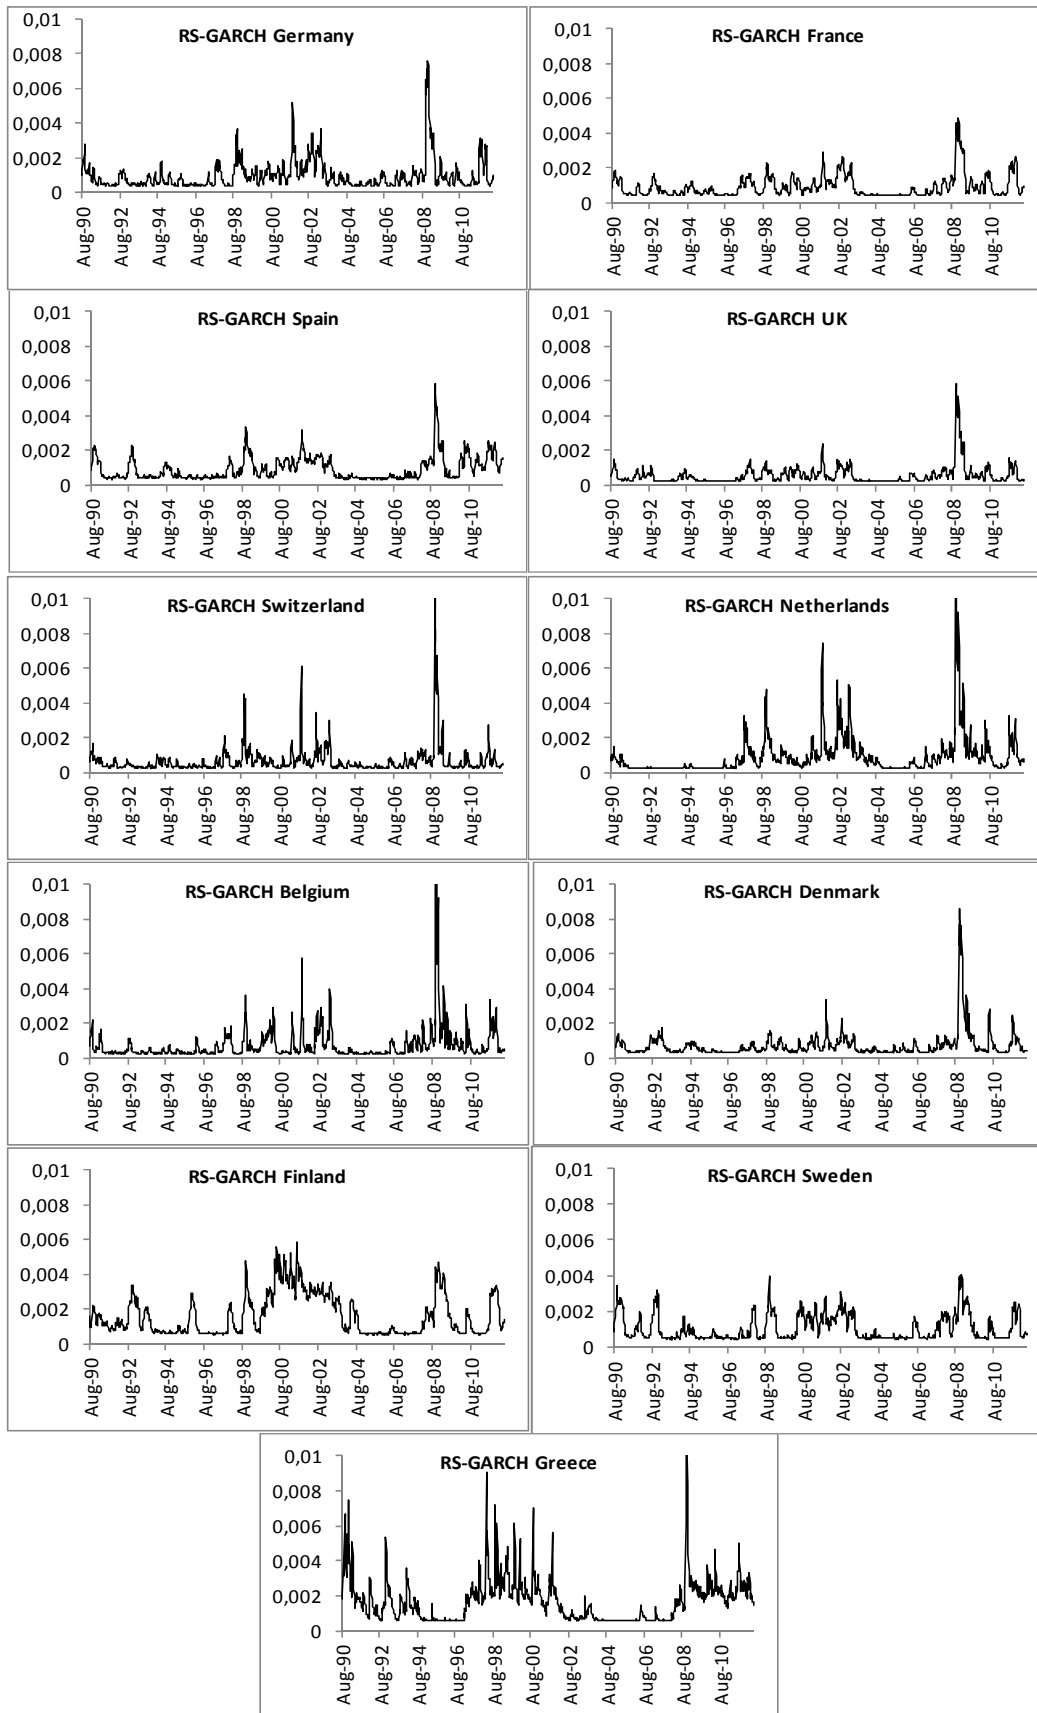 RS-GARCH Germany
0,01
0,008
0,006
0,004
0,002
0
Aug-90
Aug-92
Aug-94
Aug-96
Aug-98
Aug-00
Aug-02
Aug-04
Aug-06
Aug-08
Aug-10
RS-GARCH France
0,01
0,008
0,006
0,004
0,002
0
Aug-90
Aug-92
Aug-94
Aug-96
Aug-98
Aug-00
Aug-02
Aug-04
Aug-06
Aug-08
Aug-10
RS-GARCH Spain
0,01
0,008
0,006
0,004
0,002
0
Aug-90
Aug-92
Aug-94
Aug-96
Aug-98
Aug-00
Aug-02
Aug-04
Aug-06
Aug-08
Aug-10
RS-GARCH UK
0,01
0,008
0,006
0,004
0,002
0
Aug-90
Aug-92
Aug-94
Aug-96
Aug-98
Aug-00
Aug-02
Aug-04
Aug-06
Aug-08
Aug-10
RS-GARCH Switzerland
0,01
0,008
0,006
0,004
0,002
0
Aug-90
Aug-92
Aug-94
Aug-96
Aug-98
Aug-00
Aug-02
Aug-04
Aug-06
Aug-08
Aug-10
RS-GARCH Netherlands
0,01
0,008
0,006
0,004
0,002
0
Aug-90
Aug-92
Aug-94
Aug-96
Aug-98
Aug-00
Aug-02
Aug-04
Aug-06
Aug-08
Aug-10
RS-GARCH Belgium
0,01
0,008
0,006
0,004
0,002
0
Aug-90
Aug-92
Aug-94
Aug-96
Aug-98
Aug-00
Aug-02
Aug-04
Aug-06
Aug-08
Aug-10
RS-GARCH Denmark
0,01
0,008
0,006
0,004
0,002
0
Aug-90
Aug-92
Aug-94
Aug-96
Aug-98
Aug-00
Aug-02
Aug-04
Aug-06
Aug-08
Aug-10
RS-GARCH Finland
0,01
0,008
0,006
0,004
0,002
0
Aug-90
Aug-92
Aug-94
Aug-96
Aug-98
Aug-00
Aug-02
Aug-04
Aug-06
Aug-08
Aug-10
RS-GARCH Sweden
0,01
0,008
0,006
0,004
0,002
0
Aug-90
Aug-92
Aug-94
Aug-96
Aug-98
Aug-00
Aug-02
Aug-04
Aug-06
Aug-08
Aug-10
RS-GARCH Greece
0,01
0,008
0,006
0,004
0,002
0
Aug-90
Aug-92
Aug-94
Aug-96
Aug-98
Aug-00
Aug-02
Aug-04
Aug-06
Aug-08
Aug-10